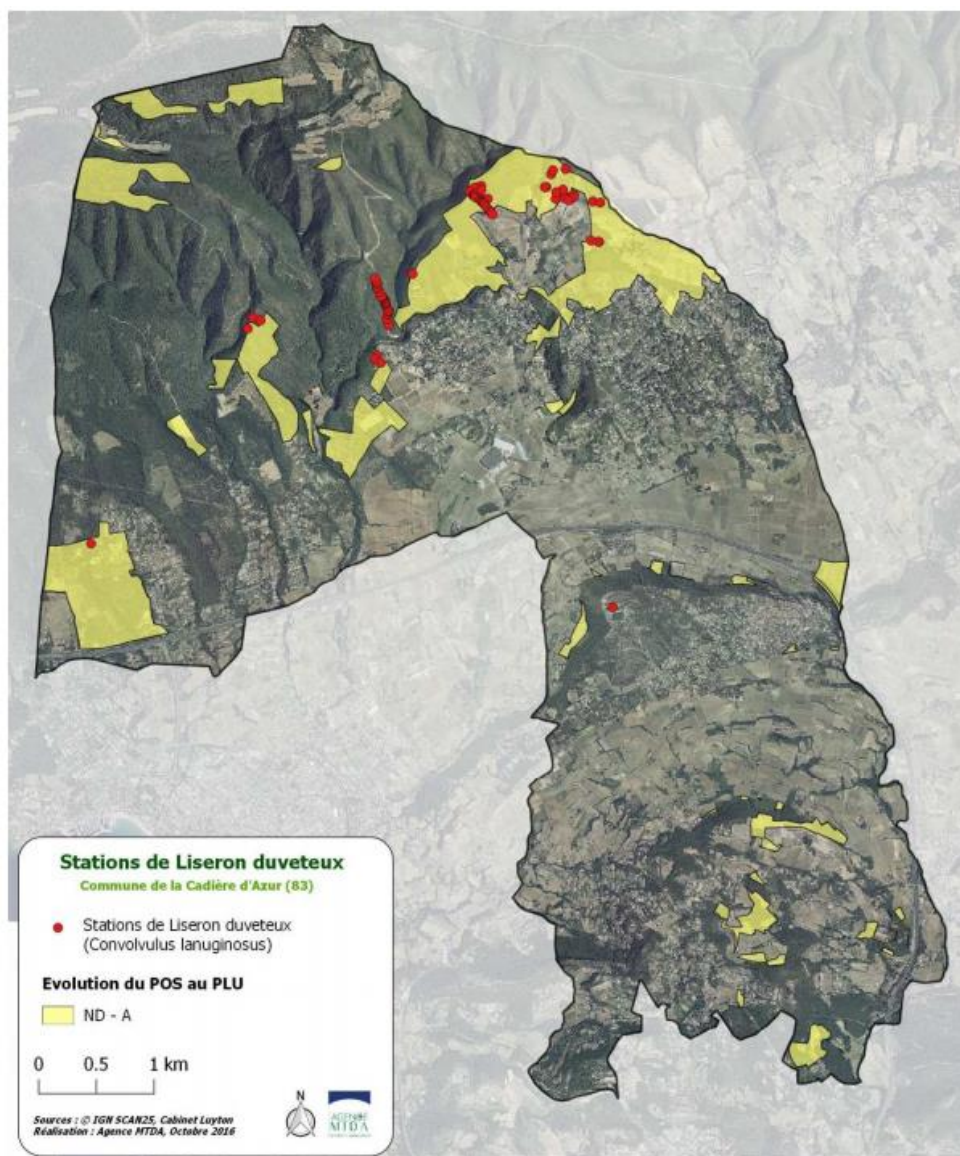 Stations de Liseron duveteux
Commune de la Cadière d'Azur (83)
Stations de Liseron duveteux
(Convolvulus lanuginosus)
Evolution du POS au PLU
ND - A
0 0.5 1 km
N
AGENCE
MTDA
Sources : © IGN SCAN25, Cabinet Luyton
Réalisation : Agence MTDA, Octobre 2016